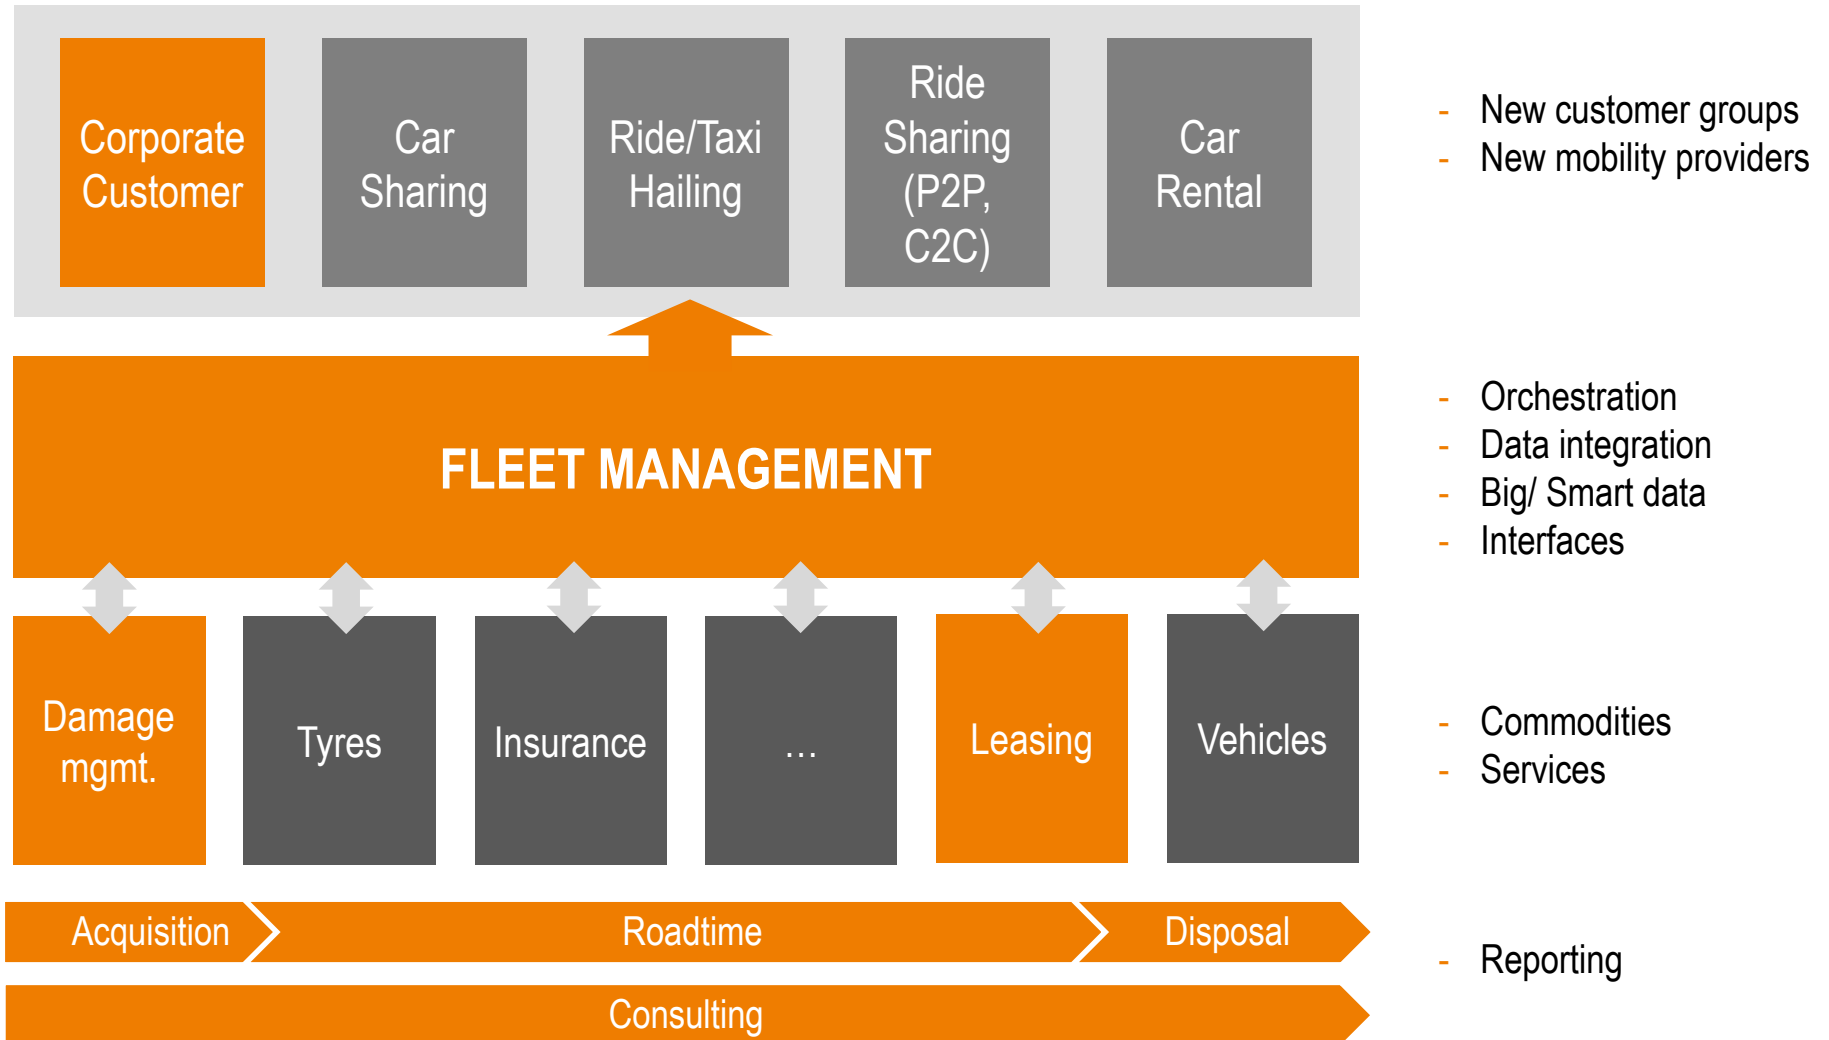 Corporate
Customer
Car
Sharing
Ride/Taxi
Hailing
Ride
Sharing
(P2P,
C2C)
Car
Rental
- New customer groups
- New mobility providers
FLEET MANAGEMENT
- Orchestration
- Data integration
- Big/ Smart data
- Interfaces
Damage
mgmt.
Tyres
Insurance
...
Leasing
Vehicles
- Commodities
- Services
Acquisition
Roadtime
Disposal
- Reporting
Consulting